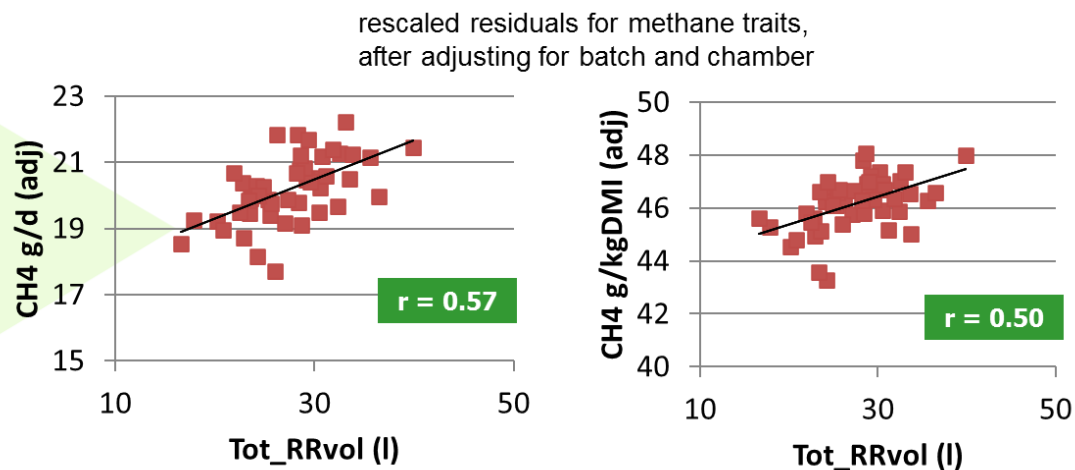 rescaled residuals for methane traits,
after adjusting for batch and chamber
CH4 g/d (adj)
23
21
19
17
15
10
30
50
Tot_RRvol (l)
r = 0.57
CH4 g/kgDMI (adj)
50
48
46
44
42
40
10
30
50
Tot_RRvol (l)
r = 0.50